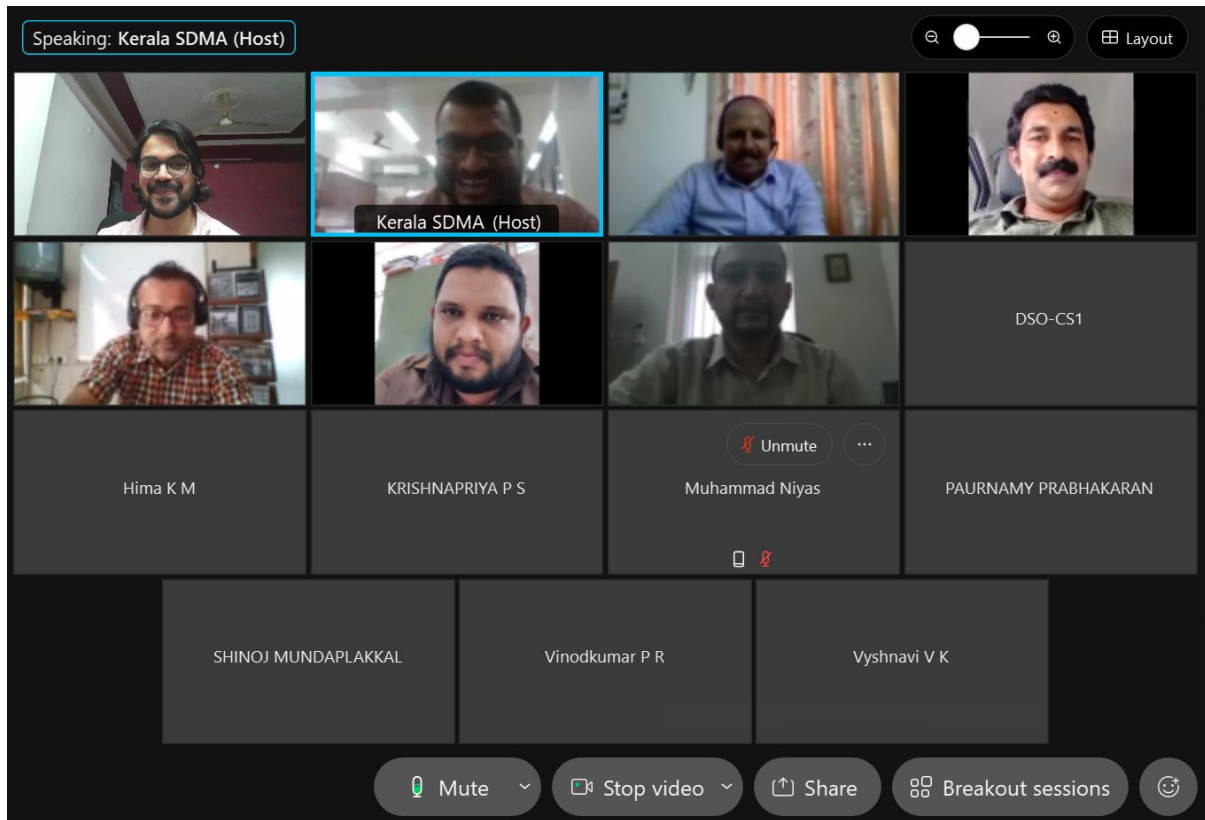 Speaking: Kerala SDMA (Host)
Layout
Kerala SDMA (Host)
DSO-CS1
Unmute
Hima K M
KRISHNAPRIYA P S
Muhammad Niyas
PAURNAMY PRABHAKARAN
SHINOJ MUNDAPLAKKAL
Vinodkumar P R
Vyshnavi V K
Mute
Stop video
Share
Breakout sessions